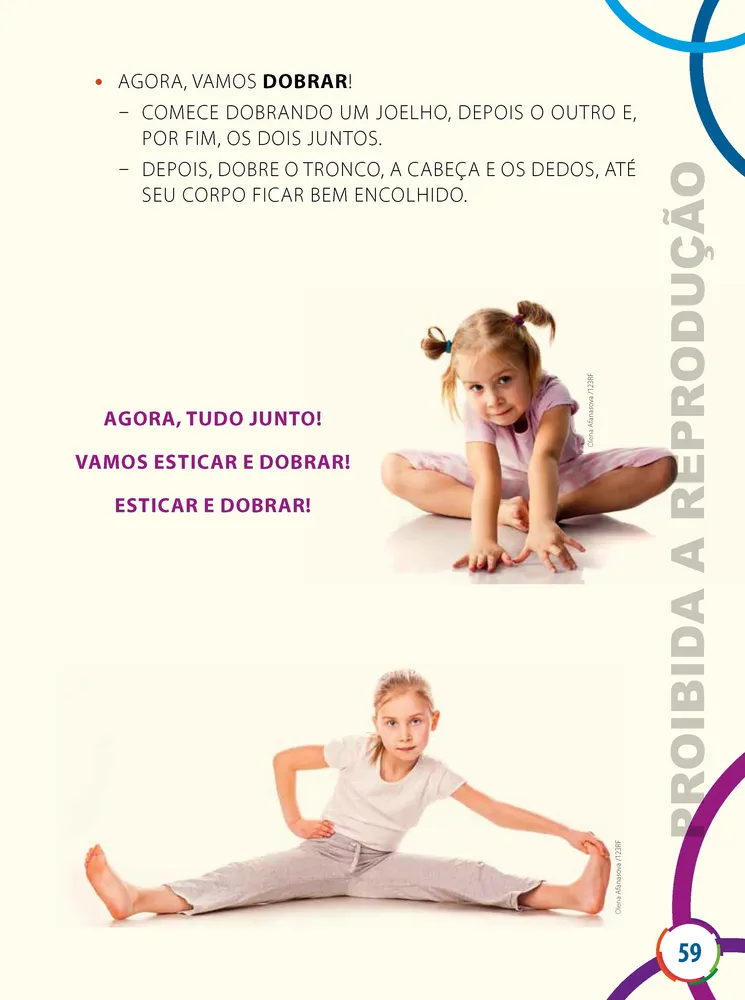 • AGORA, VAMOS DOBRAR!
– COMECE DOBRANDO UM JOELHO, DEPOIS O OUTRO E,
POR FIM, OS DOIS JUNTOS.
– DEPOIS, DOBRE O TRONCO, A CABEÇA E OS DEDOS, ATÉ
SEU CORPO FICAR BEM ENCOLHIDO.
AGORA, TUDO JUNTO!
VAMOS ESTICAR E DOBRAR!
ESTICAR E DOBRAR!
Olena Afanasova /123RF
Olena Afanasova /123RF
PROIBIDA A REPRODUÇÃO
59